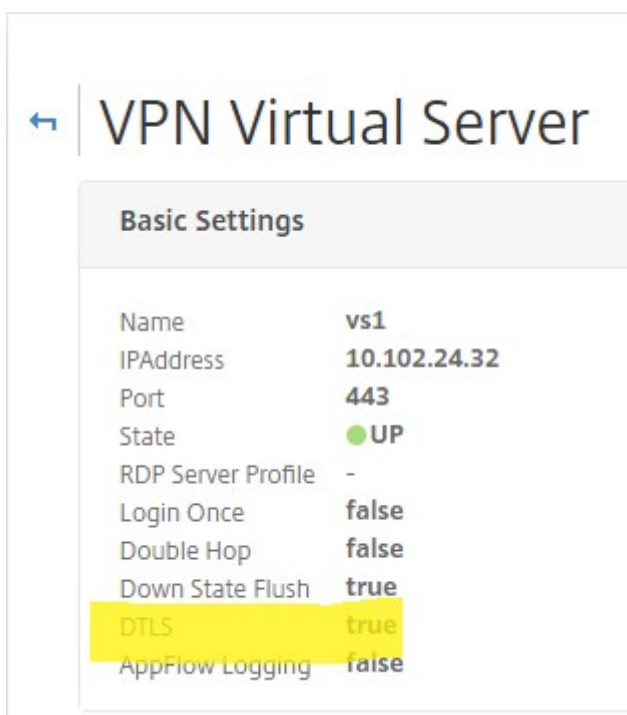 VPN Virtual Server
Basic Settings
Name vs1
IPAddress 10.102.24.32
Port 443
State UP
RDP Server Profile -
Login Once false
Double Hop false
Down State Flush true
DTLS true
AppFlow Logging false